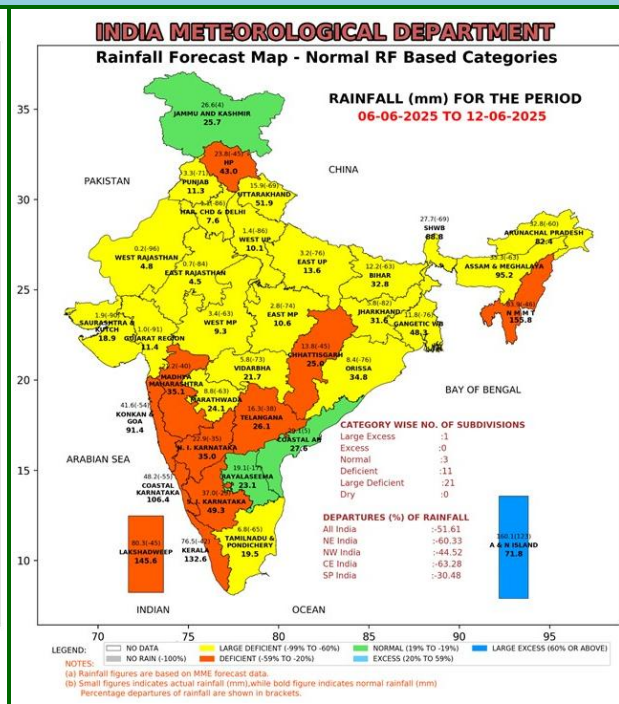 INDIA METEOROLOGICAL DEPARTMENT
Rainfall Forecast Map - Normal RF Based Categories
RAINFALL (mm) FOR THE PERIOD
06-06-2025 TO 12-06-2025
26.6(4)
JAMMU AND KASHMIR
25.7
23.8(-45)
HP
43.0
CHINA
PAKISTAN
3.3(-71)
PUNJAB
11.3
15.9(-69)
UTTARAKHAND
51.9
HAR. CHD & DELHI
7.6
27.7(-69)
SHWB
88.8
32.8(-60)
ARUNACHAL PRADESH
82.4
0.2(-96)
WEST RAJASTHAN
4.8
0.7(-84)
EAST RAJASTHAN
4.5
1.4(-86)
WEST UP
10.1
3.2(-76)
EAST UP
13.6
12.2(-63)
BIHAR
32.8
35.3(-63)
ASSAM & MEGHALAYA
95.2
N M M T
155.8
1.9(-90)
SAURASHTRA &
KUTCH
18.9
1.0(-91)
GUJARAT REGION
11.4
3.4(-63)
WEST MP
9.3
2.8(-74)
EAST MP
10.6
5.8(-82)
JHARKHAND
31.6
11.8(-76)
GANGETIC WB
48.3
13.8(-45)
CHHATTISGARH
25.0
8.4(-76)
ORISSA
34.8
5.8(-73)
VIDARBHA
21.7
21.2(-40)
MADHYA
MAHARASHTRA
35.1
8.8(-63)
MARATHWADA
24.1
16.3(-38)
TELANGANA
26.1
BAY OF BENGAL
41.6(-54)
KONKAN &
GOA
91.4
22.9(-35)
N. I. KARNATAKA
35.0
COASTAL AP
27.6
ARABIAN SEA
19.1(-17)
RAYALASEEMA
23.1
48.2(-55)
COASTAL
KARNATAKA
106.4
S. I. KARNATAKA
49.3
6.8(-65)
TAMILNADU &
PONDICHERY
19.5
76.5(-42)
KERALA
132.6
80.3(-45)
LAKSHADWEEP
145.6
160.1(123)
A & N ISLAND
71.8
INDIAN OCEAN
CATEGORY WISE NO. OF SUBDIVISIONS
Large Excess :1
Excess :0
Normal :3
Deficient :11
Large Deficient :21
Dry :0
DEPARTURES (%) OF RAINFALL
All India :-51.61
NE India :-60.33
NW India :-44.52
CE India :-63.28
SP India :-30.48
35
30
25
20
15
10
70 75 80 85 90 95
LEGEND:
NO DATA
NO RAIN (-100%)
LARGE DEFICIENT (-99% TO -60%)
DEFICIENT (-59% TO -20%)
NORMAL (19% TO -19%)
EXCESS (20% TO 59%)
LARGE EXCESS (60% OR ABOVE)
NOTES:
(a) Rainfall figures are based on MME forecast data.
(b) Small figures indicates actual rainfall (mm),while bold figure indicates normal rainfall (mm)
Percentage departures of rainfall are shown in brackets.